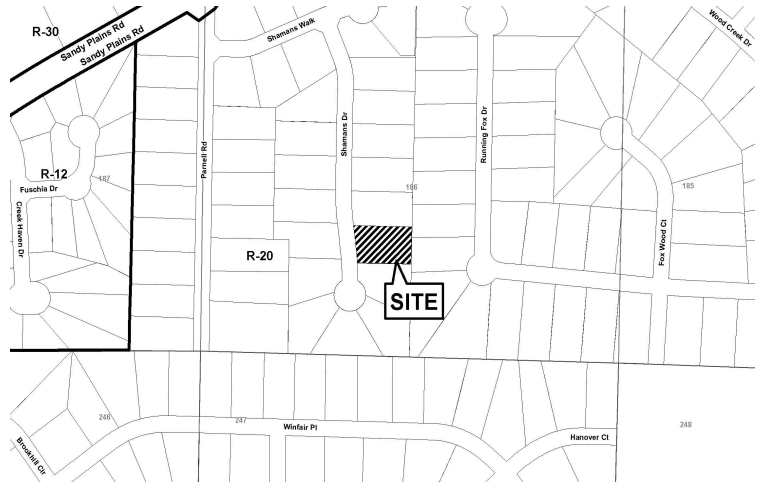 R-30
Sandy Plains Rd
Sandy Plains Rd
Shamans Walk
Wood Creek Dr
Parnell Rd
Shamans Dr
Running Fox Dr
R-12
187
186
185
Fuschia Dr
Creek Haven Dr
Fox Wood Ct
R-20
SITE
246
247
248
Winfair Pl
Hanover Ct
Brookhill Cir